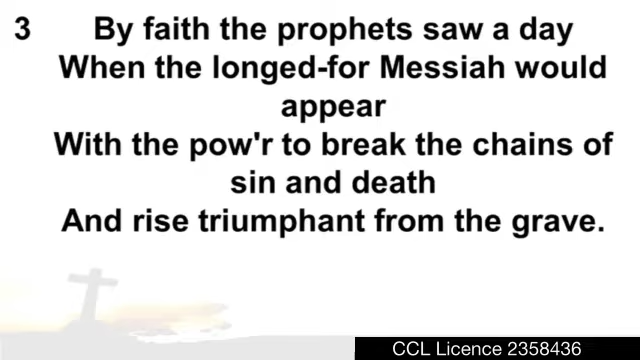 3 By faith the prophets saw a day
When the longed-for Messiah would
appear
With the pow'r to break the chains of
sin and death
And rise triumphant from the grave.
CCL Licence 2358436